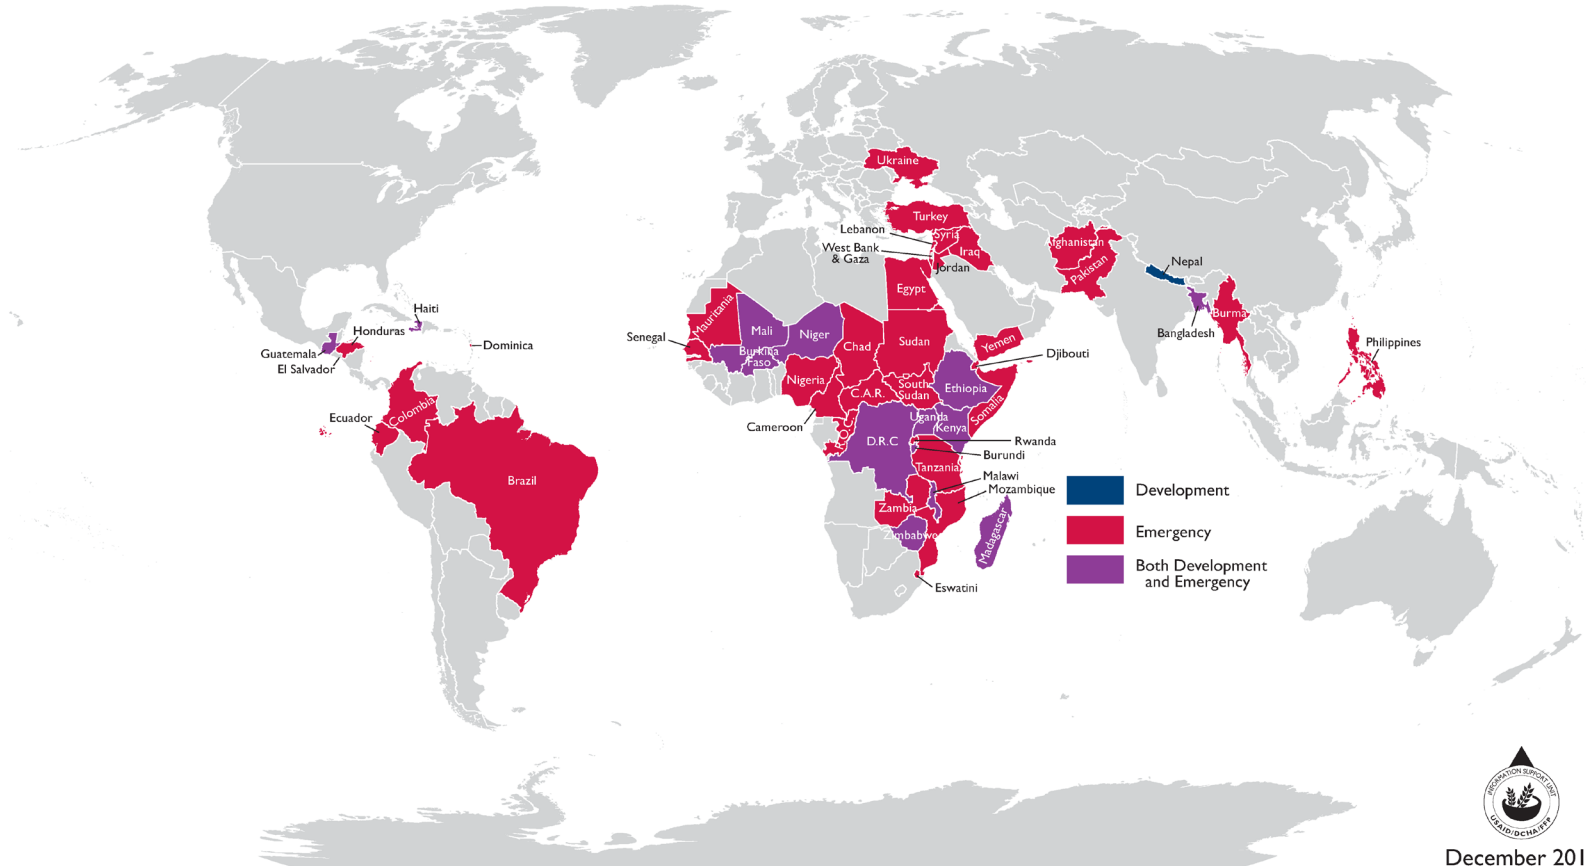 Ukraine
Turkey
Lebanon
Syria
West Bank
& Gaza
Iraq
Jordan
Afghanistan
Pakistan
Nepal
Egypt
Bangladesh
Burma
Philippines
Haiti
Honduras
Guatemala
El Salvador
Dominica
Senegal
Mauritania
Mali
Niger
Burkina
Faso
Chad
Sudan
Yemen
Djibouti
Nigeria
C.A.R.
South
Sudan
Ethiopia
Somalia
Ecuador
Colombia
Brazil
Cameroon
R.O.C.
D.R.C
Uganda
Kenya
Rwanda
Burundi
Tanzania
Malawi
Mozambique
Zambia
Zimbabwe
Madagascar
Eswatini
Development
Emergency
Both Development
and Emergency
INFORMATION SUPPORT UNIT
USAID/DCHA/FFP
December 201